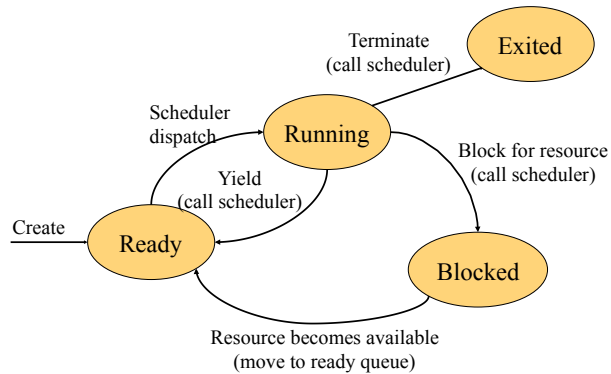 Terminate
(call scheduler)
Exited
Scheduler
dispatch
Running
Block for resource
(call scheduler)
Yield
(call scheduler)
Create
Ready
Blocked
Resource becomes available
(move to ready queue)